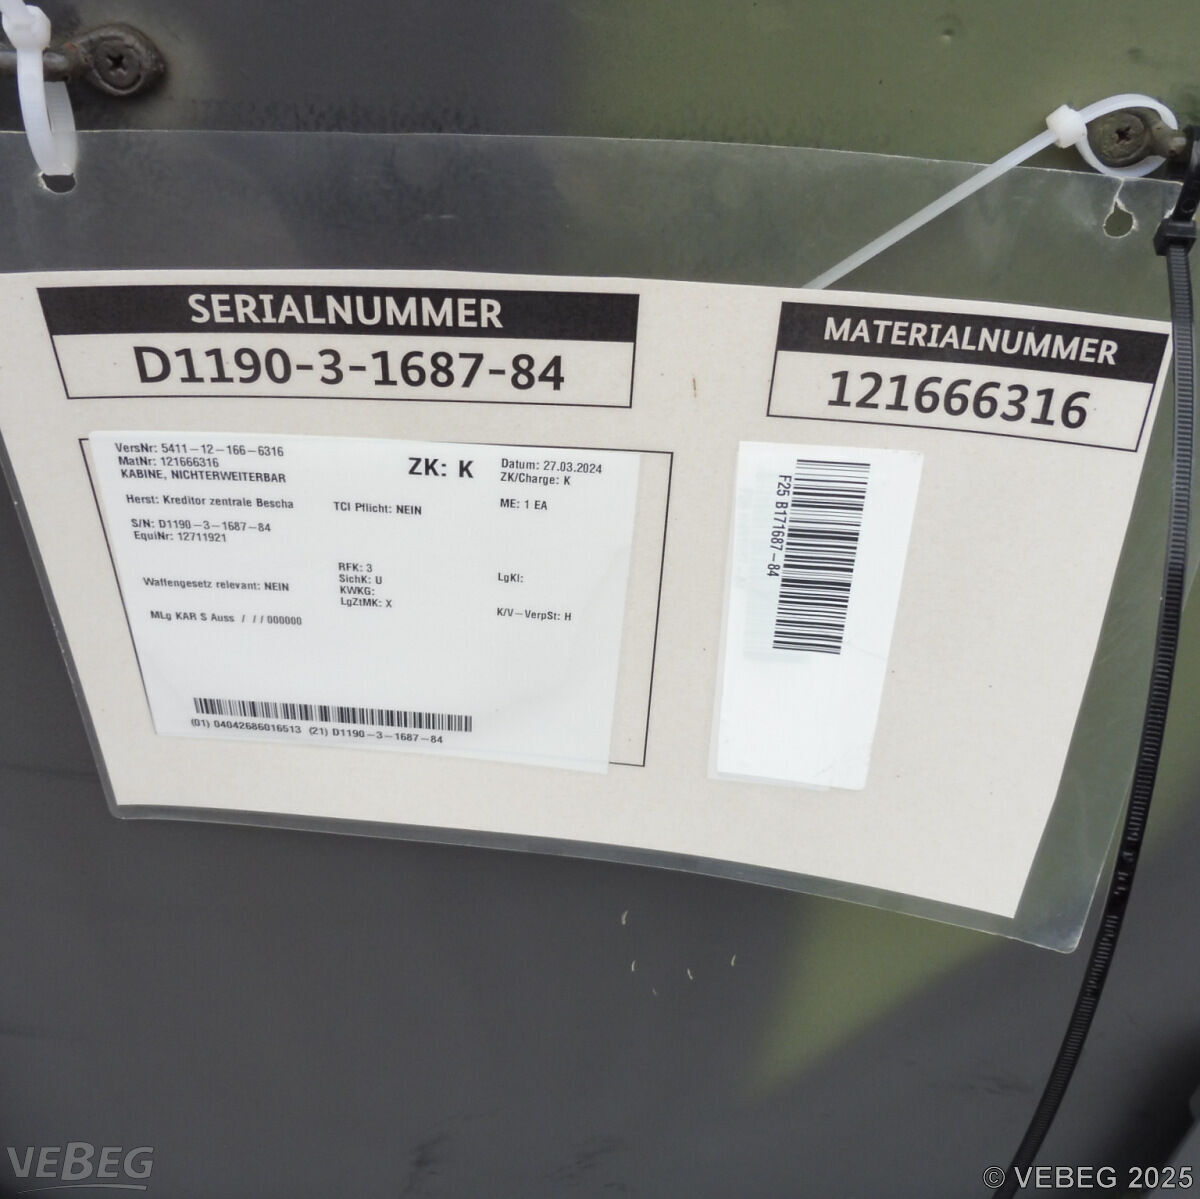 SERIALNUMMER
D1190-3-1687-84
MATERIALNUMMER
121666316
VersNr: 5411-12-166-6316
MatNr: 121666316
KABINE, NICHTERWEITERBAR
ZK: K
Datum: 27.03.2024
ZK/Charge: K
Herst: Kreditor zentrale Bescha
TCI Pflicht: NEIN
ME: 1 EA
S/N: D1190-3-1687-84
EquiNr: 12711921
Waffengesetz relevant: NEIN
RFK: 3
SichK: U
KWKG:
LgZtMK: X
LgKl:
K/V-VerpSt: H
MLg KAR S Auss / / / 000000
(01) 04042686016513 (21) D1190-3-1687-84
F25 B171687-84
VEBEG
© VEBEG 2025